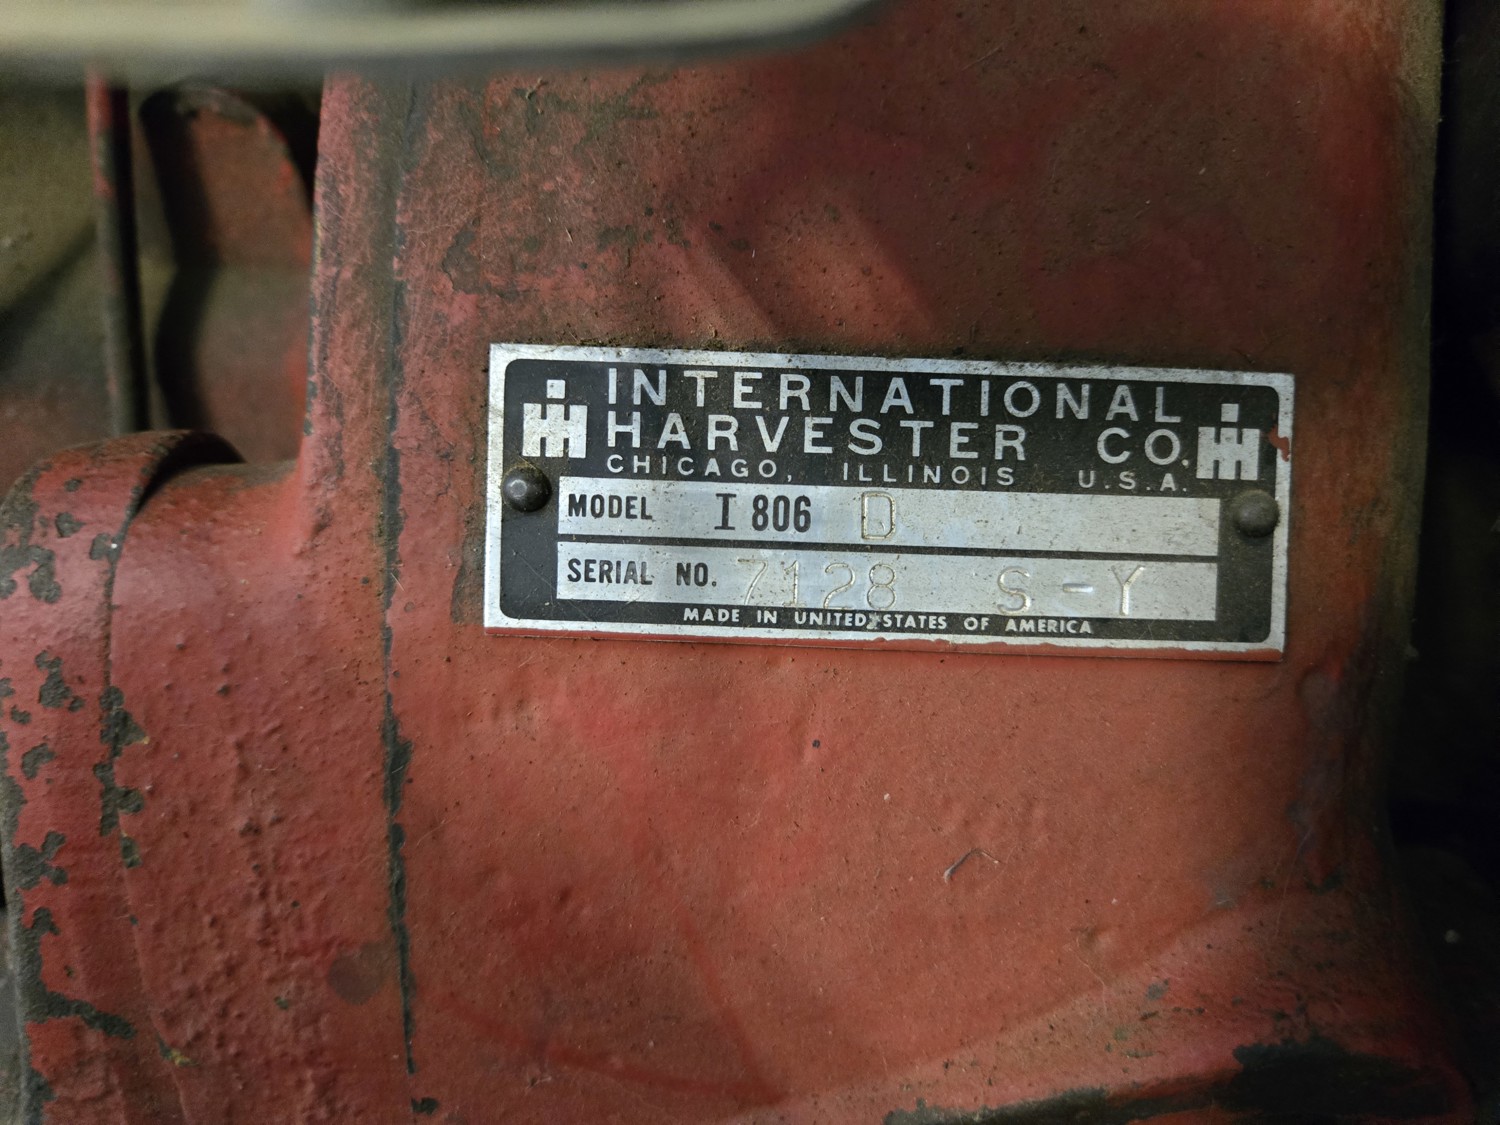 INTERNATIONAL
HARVESTER CO.
CHICAGO, ILLINOIS U.S.A.
MODEL I 806 D
SERIAL NO. 7128 S-Y
MADE IN UNITED STATES OF AMERICA